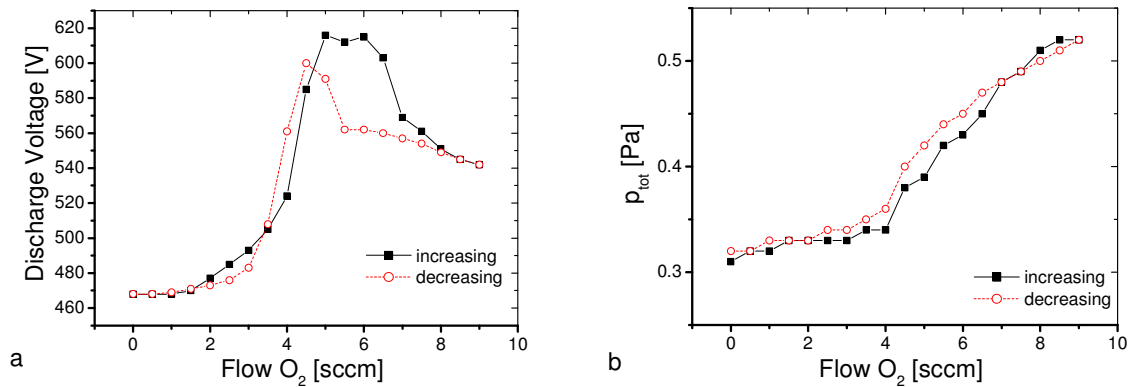 620
600
580
560
540
520
500
480
460
Discharge Voltage [V]
increasing
decreasing
0 2 4 6 8 10
Flow O₂ [sccm]
a
0.5
0.4
0.3
pₜₒₜ [Pa]
increasing
decreasing
0 2 4 6 8 10
Flow O₂ [sccm]
b